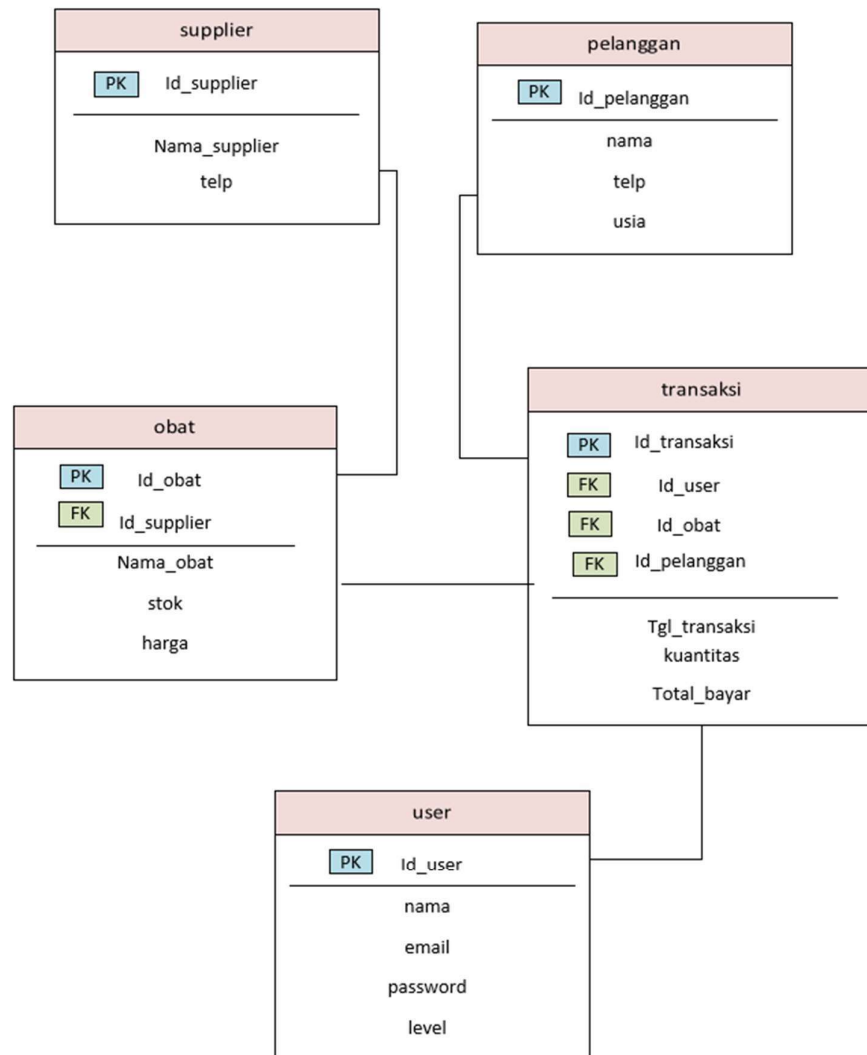 supplier
PK Id_supplier
Nama_supplier
telp
pelanggan
PK Id_pelanggan
nama
telp
usia
obat
PK Id_obat
FK Id_supplier
Nama_obat
stok
harga
transaksi
PK Id_transaksi
FK Id_user
FK Id_obat
FK Id_pelanggan
Tgl_transaksi
kuantitas
Total_bayar
user
PK Id_user
nama
email
password
level